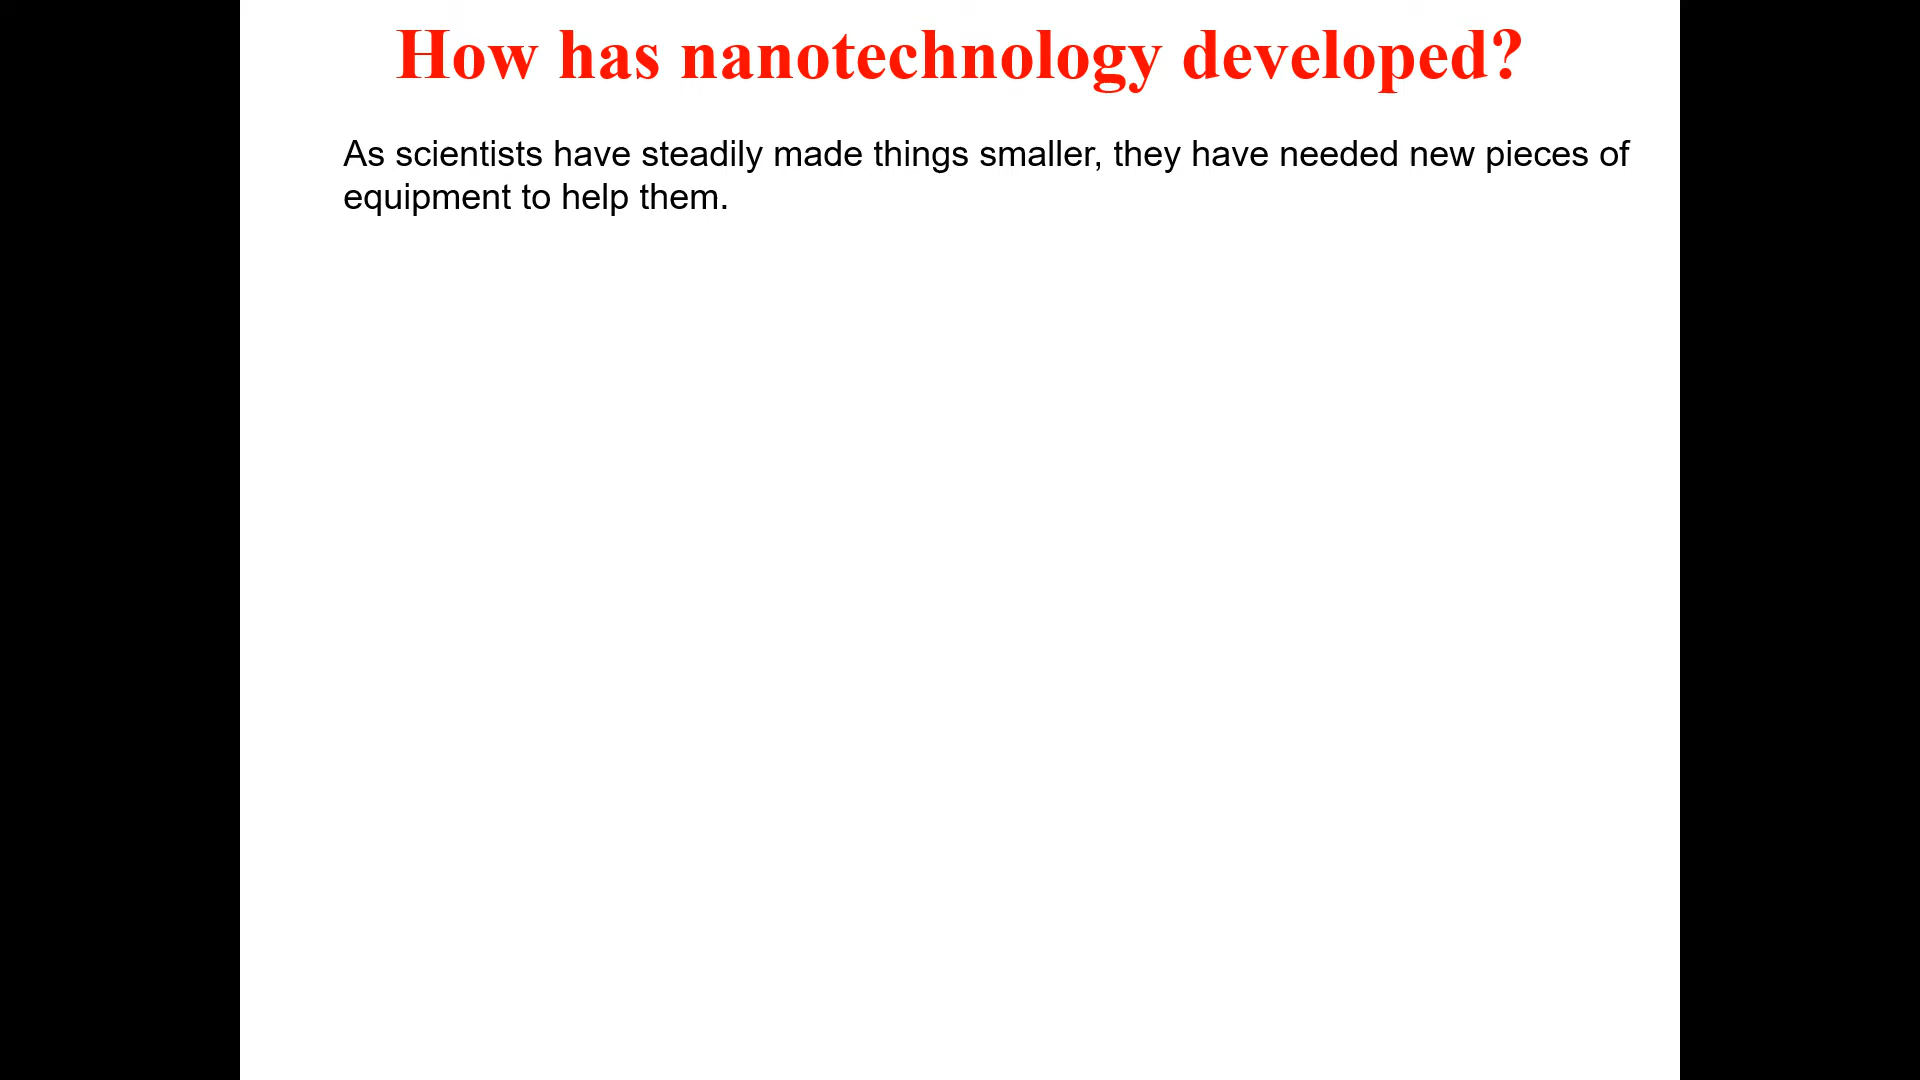 How has nanotechnology developed?
As scientists have steadily made things smaller, they have needed new pieces of
equipment to help them.